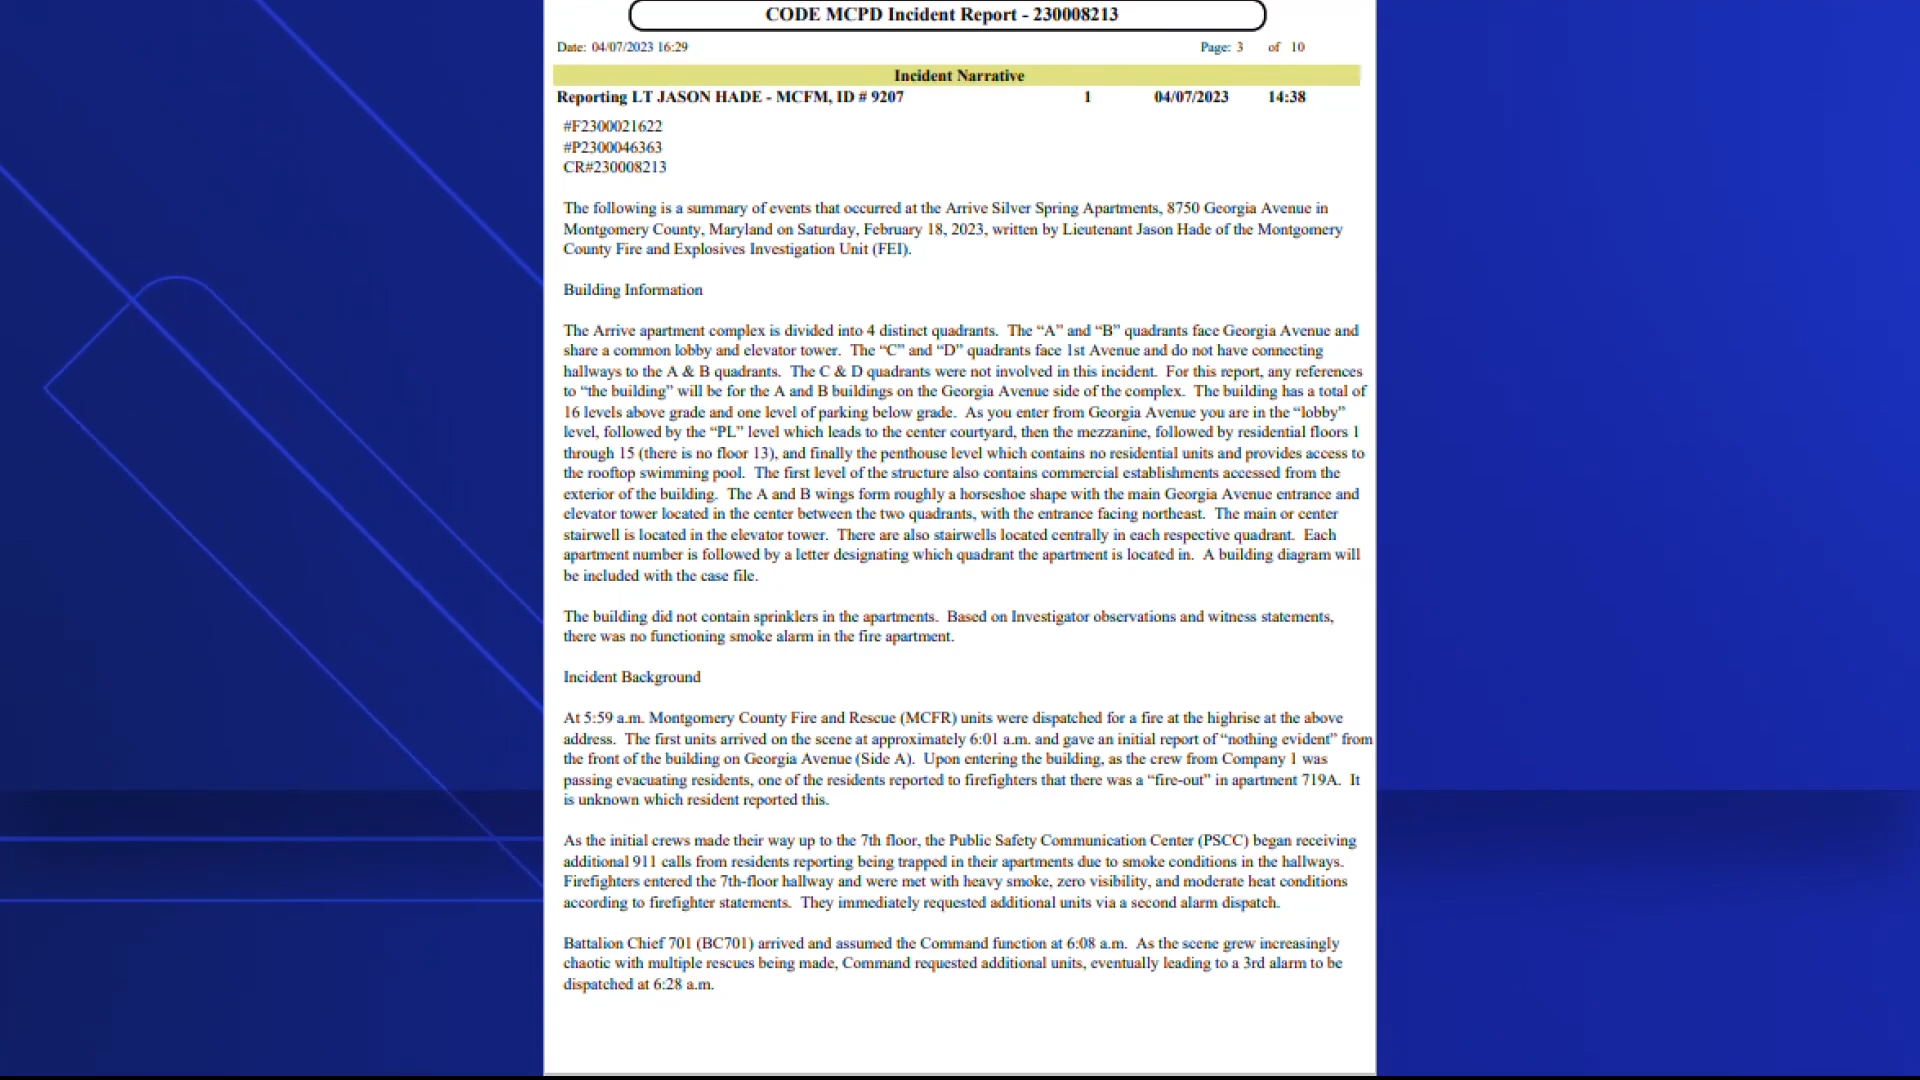 CODE MCPD Incident Report - 230008213
Date: 04/07/2023 16:29 Page: 3 of 10
Incident Narrative
Reporting LT JASON HADE - MCFM, ID # 9207 1 04/07/2023 14:38
#F2300021622
#P2300046363
CR#230008213
The following is a summary of events that occurred at the Arrive Silver Spring Apartments, 8750 Georgia Avenue in
Montgomery County, Maryland on Saturday, February 18, 2023, written by Lieutenant Jason Hade of the Montgomery
County Fire and Explosives Investigation Unit (FEI).
Building Information
The Arrive apartment complex is divided into 4 distinct quadrants. The “A” and “B” quadrants face Georgia Avenue and
share a common lobby and elevator tower. The “C” and “D” quadrants face 1st Avenue and do not have connecting
hallways to the A & B quadrants. The C & D quadrants were not involved in this incident. For this report, any references
to “the building” will be for the A and B buildings on the Georgia Avenue side of the complex. The building has a total of
16 levels above grade and one level of parking below grade. As you enter from Georgia Avenue you are in the “lobby”
level, followed by the “PL” level which leads to the center courtyard, then the mezzanine, followed by residential floors 1
through 15 (there is no floor 13), and finally the penthouse level which contains no residential units and provides access to
the rooftop swimming pool. The first level of the structure also contains commercial establishments accessed from the
exterior of the building. The A and B wings form roughly a horseshoe shape with the main Georgia Avenue entrance and
elevator tower located in the center between the two quadrants, with the entrance facing northeast. The main or center
stairwell is located in the elevator tower. There are also stairwells located centrally in each respective quadrant. Each
apartment number is followed by a letter designating which quadrant the apartment is located in. A building diagram will
be included with the case file.
The building did not contain sprinklers in the apartments. Based on Investigator observations and witness statements,
there was no functioning smoke alarm in the fire apartment.
Incident Background
At 5:59 a.m. Montgomery County Fire and Rescue (MCFR) units were dispatched for a fire at the highrise at the above
address. The first units arrived on the scene at approximately 6:01 a.m. and gave an initial report of “nothing evident” from
the front of the building on Georgia Avenue (Side A). Upon entering the building, as the crew from Company 1 was
passing evacuating residents, one of the residents reported to firefighters that there was a “fire-out” in apartment 719A. It
is unknown which resident reported this.
As the initial crews made their way up to the 7th floor, the Public Safety Communication Center (PSCC) began receiving
additional 911 calls from residents reporting being trapped in their apartments due to smoke conditions in the hallways.
Firefighters entered the 7th-floor hallway and were met with heavy smoke, zero visibility, and moderate heat conditions
according to firefighter statements. They immediately requested additional units via a second alarm dispatch.
Battalion Chief 701 (BC701) arrived and assumed the Command function at 6:08 a.m. As the scene grew increasingly
chaotic with multiple rescues being made, Command requested additional units, eventually leading to a 3rd alarm to be
dispatched at 6:28 a.m.